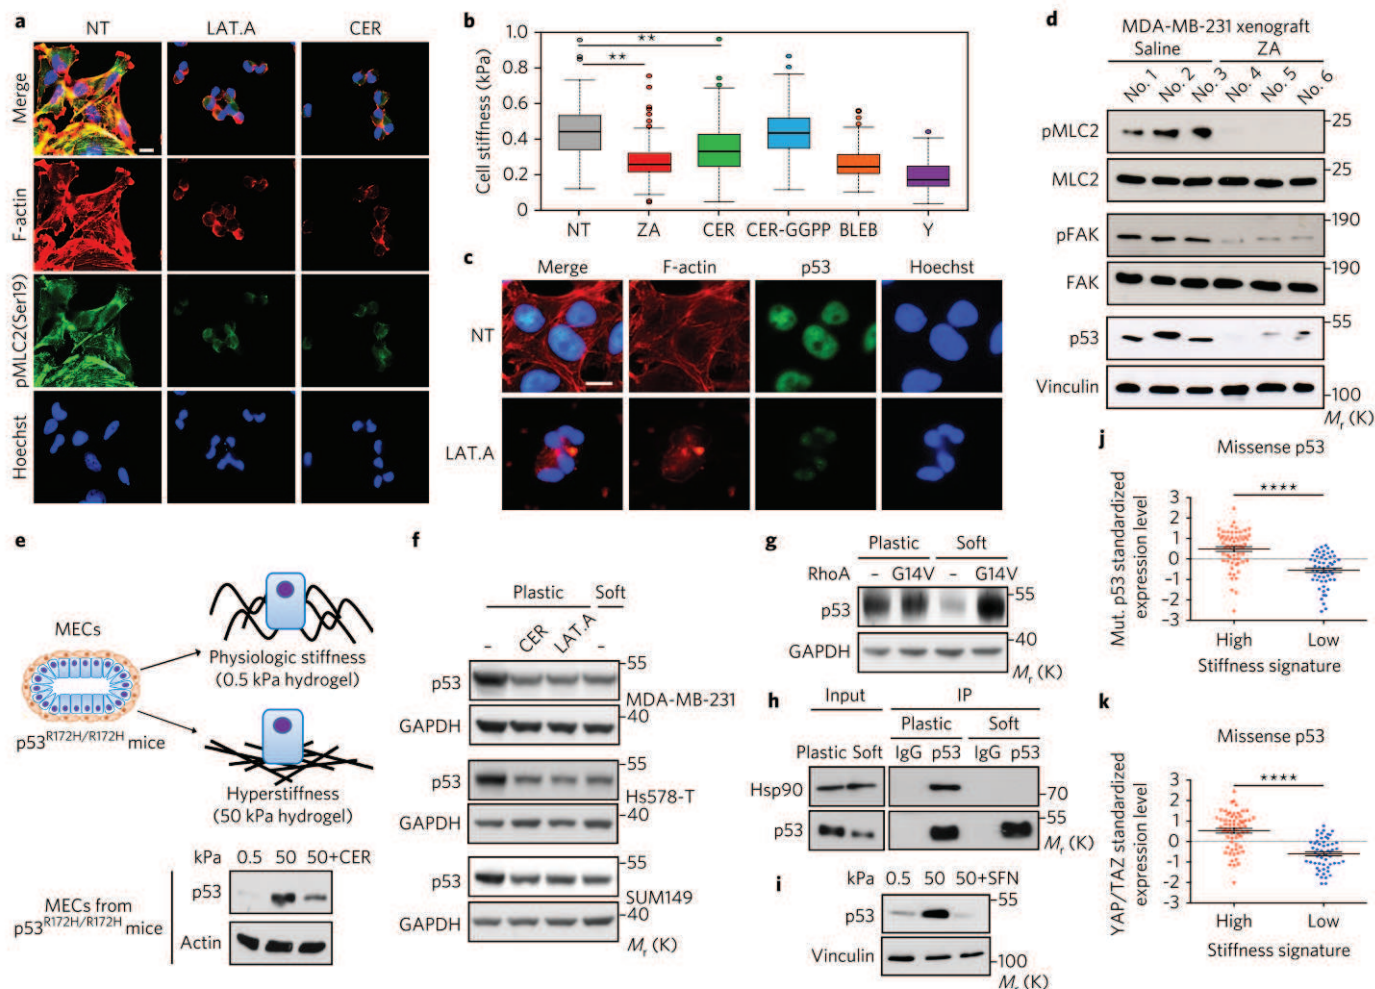 a
NT
LAT.A
CER
Merge
F-actin
pMLC2(Ser19)
Hoechst
b
Cell stiffness (kPa)
1.0
0.8
0.6
0.4
0.2
0
**
**
NT
ZA
CER
CER-GGPP
BLEB
Y
c
Merge
F-actin
p53
Hoechst
NT
LAT.A
d
MDA-MB-231 xenograft
Saline
ZA
No. 1
No. 2
No. 3
No. 4
No. 5
No. 6
pMLC2
25
MLC2
25
pFAK
190
FAK
190
p53
55
Vinculin
100
Mr (K)
e
MECs
p53R172H/R172H mice
Physiologic stiffness
(0.5 kPa hydrogel)
Hyperstiffness
(50 kPa hydrogel)
kPa 0.5 50 50+CER
p53
Actin
MECs from
p53R172H/R172H mice
f
Plastic
Soft
–
CER
LAT.A
–
p53
55
MDA-MB-231
GAPDH
40
p53
55
Hs578-T
GAPDH
40
p53
55
SUM149
GAPDH
40
Mr (K)
g
Plastic
Soft
RhoA – G14V – G14V
p53
55
GAPDH
40
Mr (K)
h
Input
IP
Plastic
Soft
Plastic Soft
IgG p53
IgG p53
Hsp90
70
p53
55
Mr (K)
i
kPa 0.5 50 50+SFN
p53
55
Vinculin
100
Mr (K)
j
Missense p53
****
Mut. p53 standardized
expression level
3
2
1
0
–1
–2
–3
High
Low
Stiffness signature
k
Missense p53
****
YAP/TAZ standardized
expression level
3
2
1
0
–1
–2
–3
High
Low
Stiffness signature